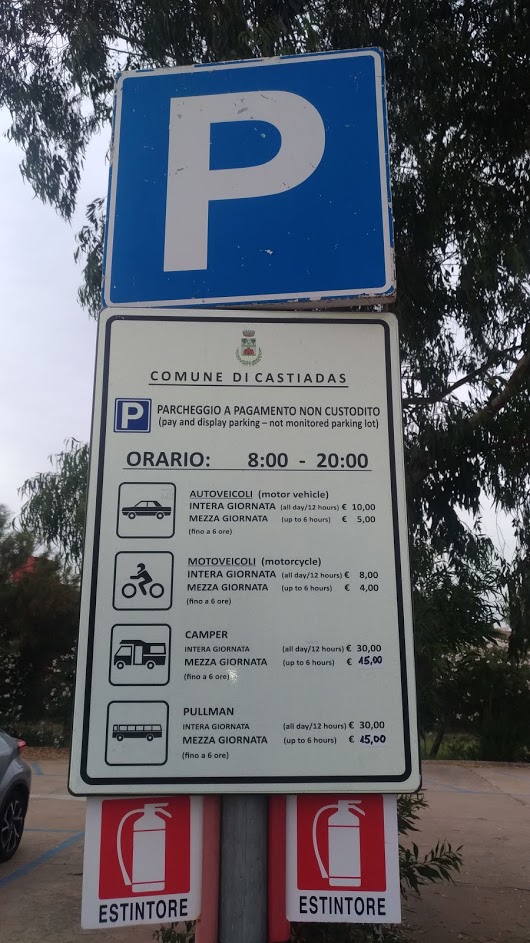 P
COMUNE DI CASTIADAS
P PARCHEGGIO A PAGAMENTO NON CUSTODITO
(pay and display parking – not monitored parking lot)
ORARIO: 8:00 - 20:00
AUTOVEICOLI (motor vehicle)
INTERA GIORNATA (all day/12 hours) € 10,00
MEZZA GIORNATA (up to 6 hours) € 5,00
(fino a 6 ore)
MOTOVEICOLI (motorcycle)
INTERA GIORNATA (all day/12 hours) € 8,00
MEZZA GIORNATA (up to 6 hours) € 4,00
(fino a 6 ore)
CAMPER
INTERA GIORNATA (all day/12 hours) € 30,00
MEZZA GIORNATA (up to 6 hours) € 15,00
(fino a 6 ore)
PULLMAN
INTERA GIORNATA (all day/12 hours) € 30,00
MEZZA GIORNATA (up to 6 hours) € 15,00
(fino a 6 ore)
ESTINTORE
ESTINTORE